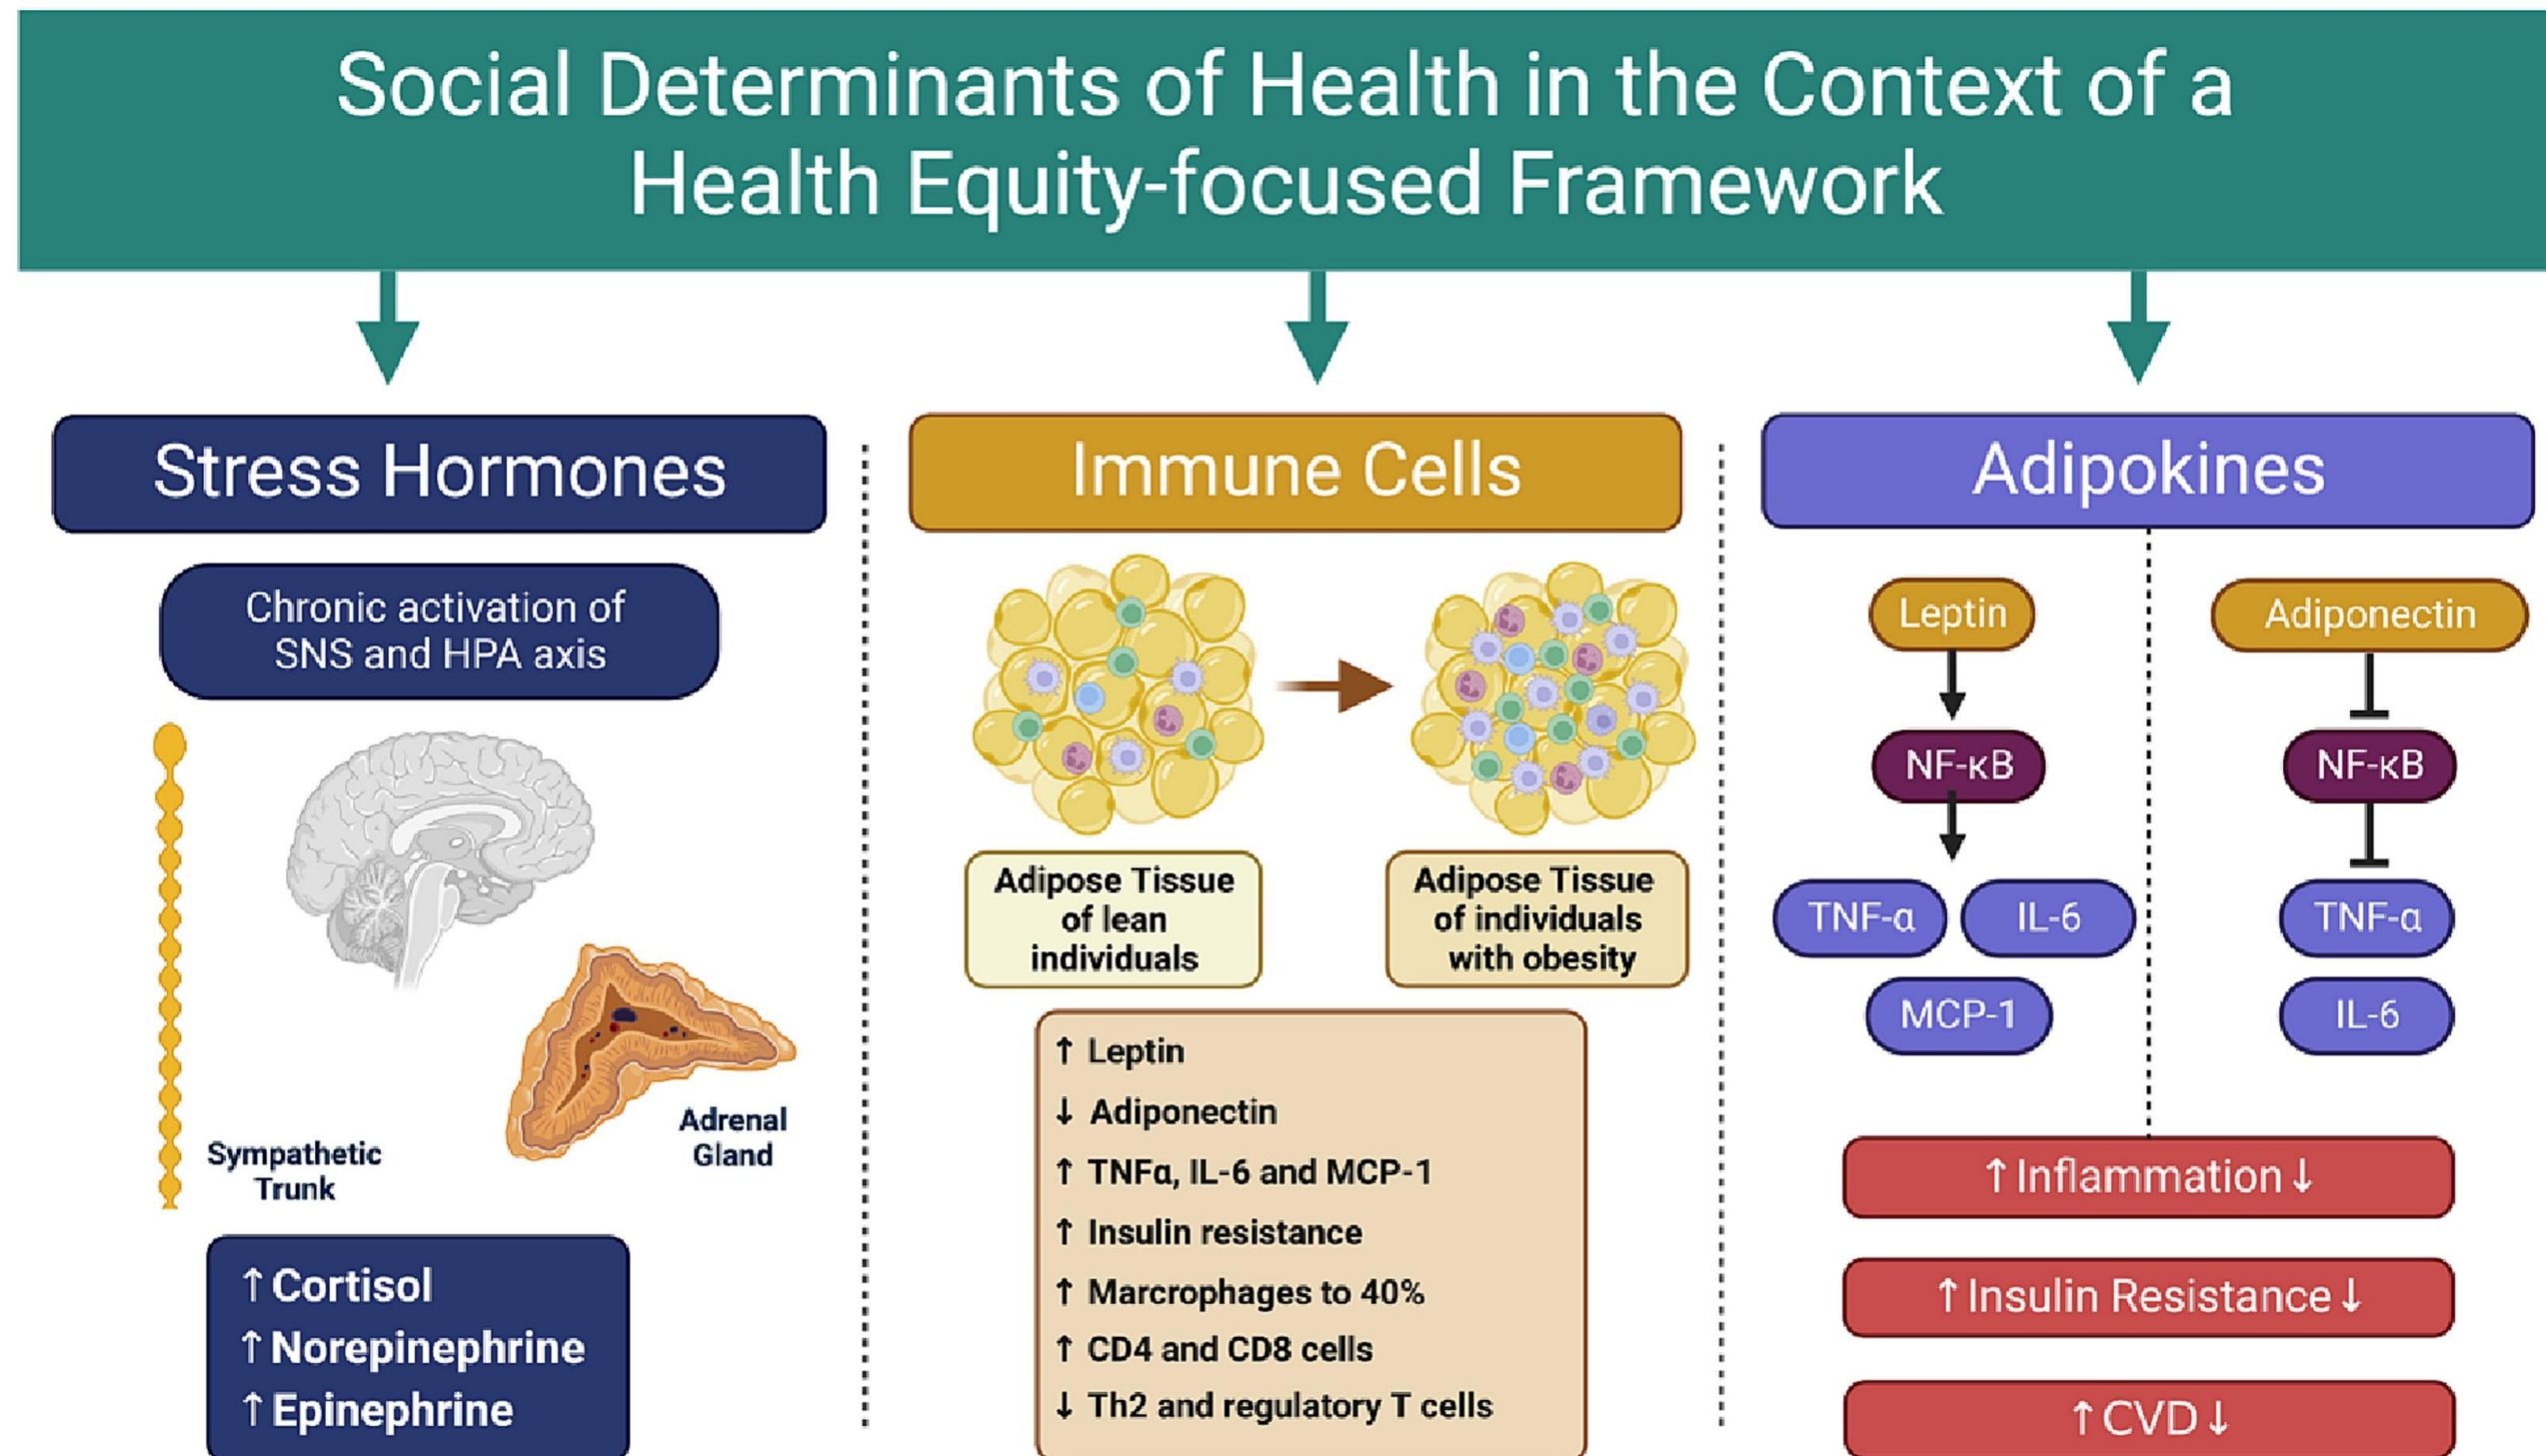 Social Determinants of Health in the Context of a
Health Equity-focused Framework
Stress Hormones
Chronic activation of
SNS and HPA axis
Sympathetic
Trunk
Adrenal
Gland
↑ Cortisol
↑ Norepinephrine
↑ Epinephrine
Immune Cells
Adipose Tissue
of lean
individuals
Adipose Tissue
of individuals
with obesity
↑ Leptin
↓ Adiponectin
↑ TNFα, IL-6 and MCP-1
↑ Insulin resistance
↑ Marcrophages to 40%
↑ CD4 and CD8 cells
↓ Th2 and regulatory T cells
Adipokines
Leptin
NF-κB
TNF-α
IL-6
MCP-1
Adiponectin
NF-κB
TNF-α
IL-6
↑ Inflammation ↓
↑ Insulin Resistance ↓
↑ CVD ↓